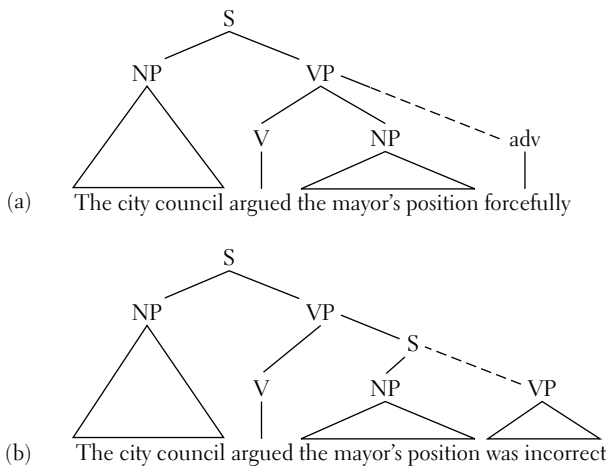 S
NP VP
V NP adv
(a) The city council argued the mayor's position forcefully
S
NP VP
S
V NP VP
(b) The city council argued the mayor's position was incorrect